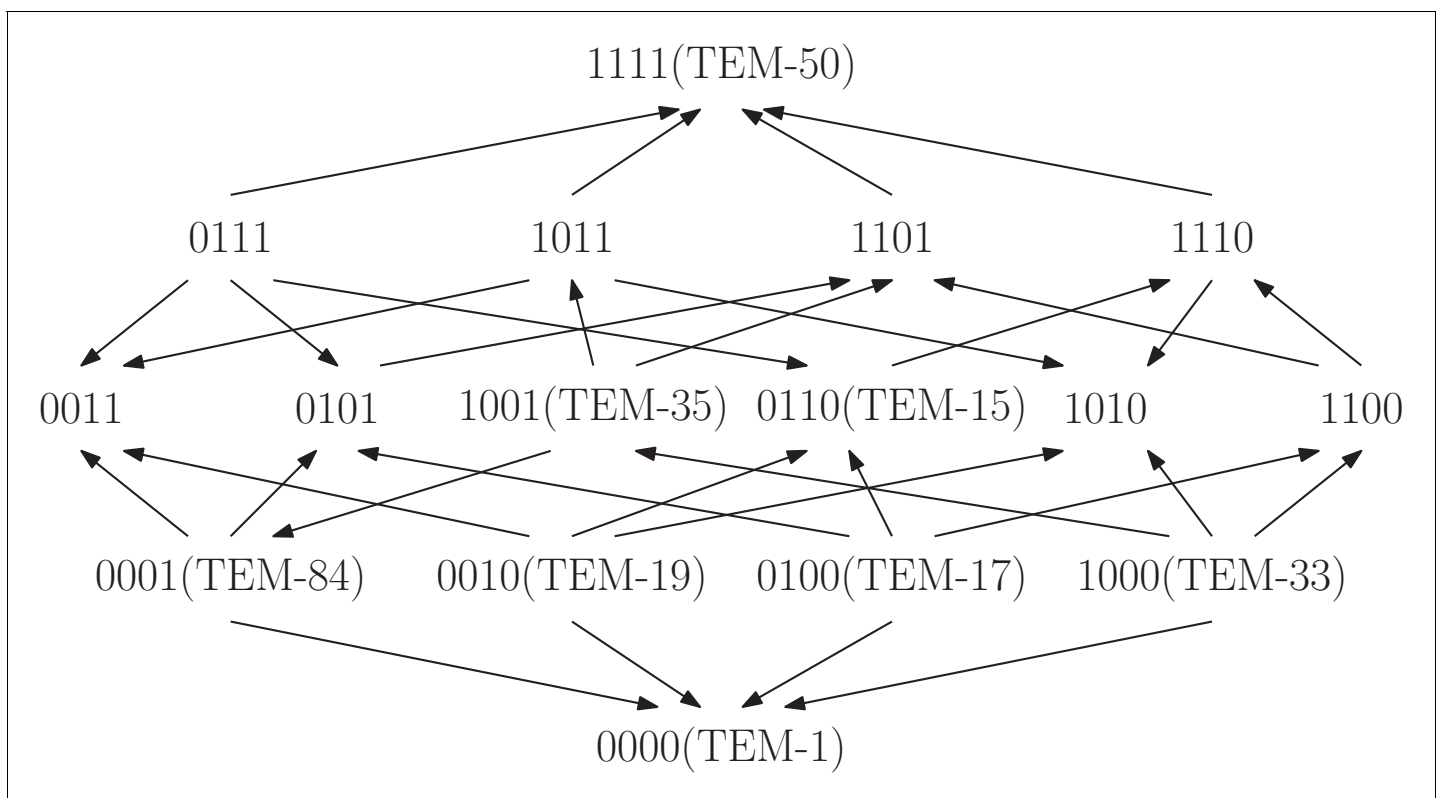 1111(TEM-50)
0111 1011 1101 1110
0011 0101 1001(TEM-35) 0110(TEM-15) 1010 1100
0001(TEM-84) 0010(TEM-19) 0100(TEM-17) 1000(TEM-33)
0000(TEM-1)